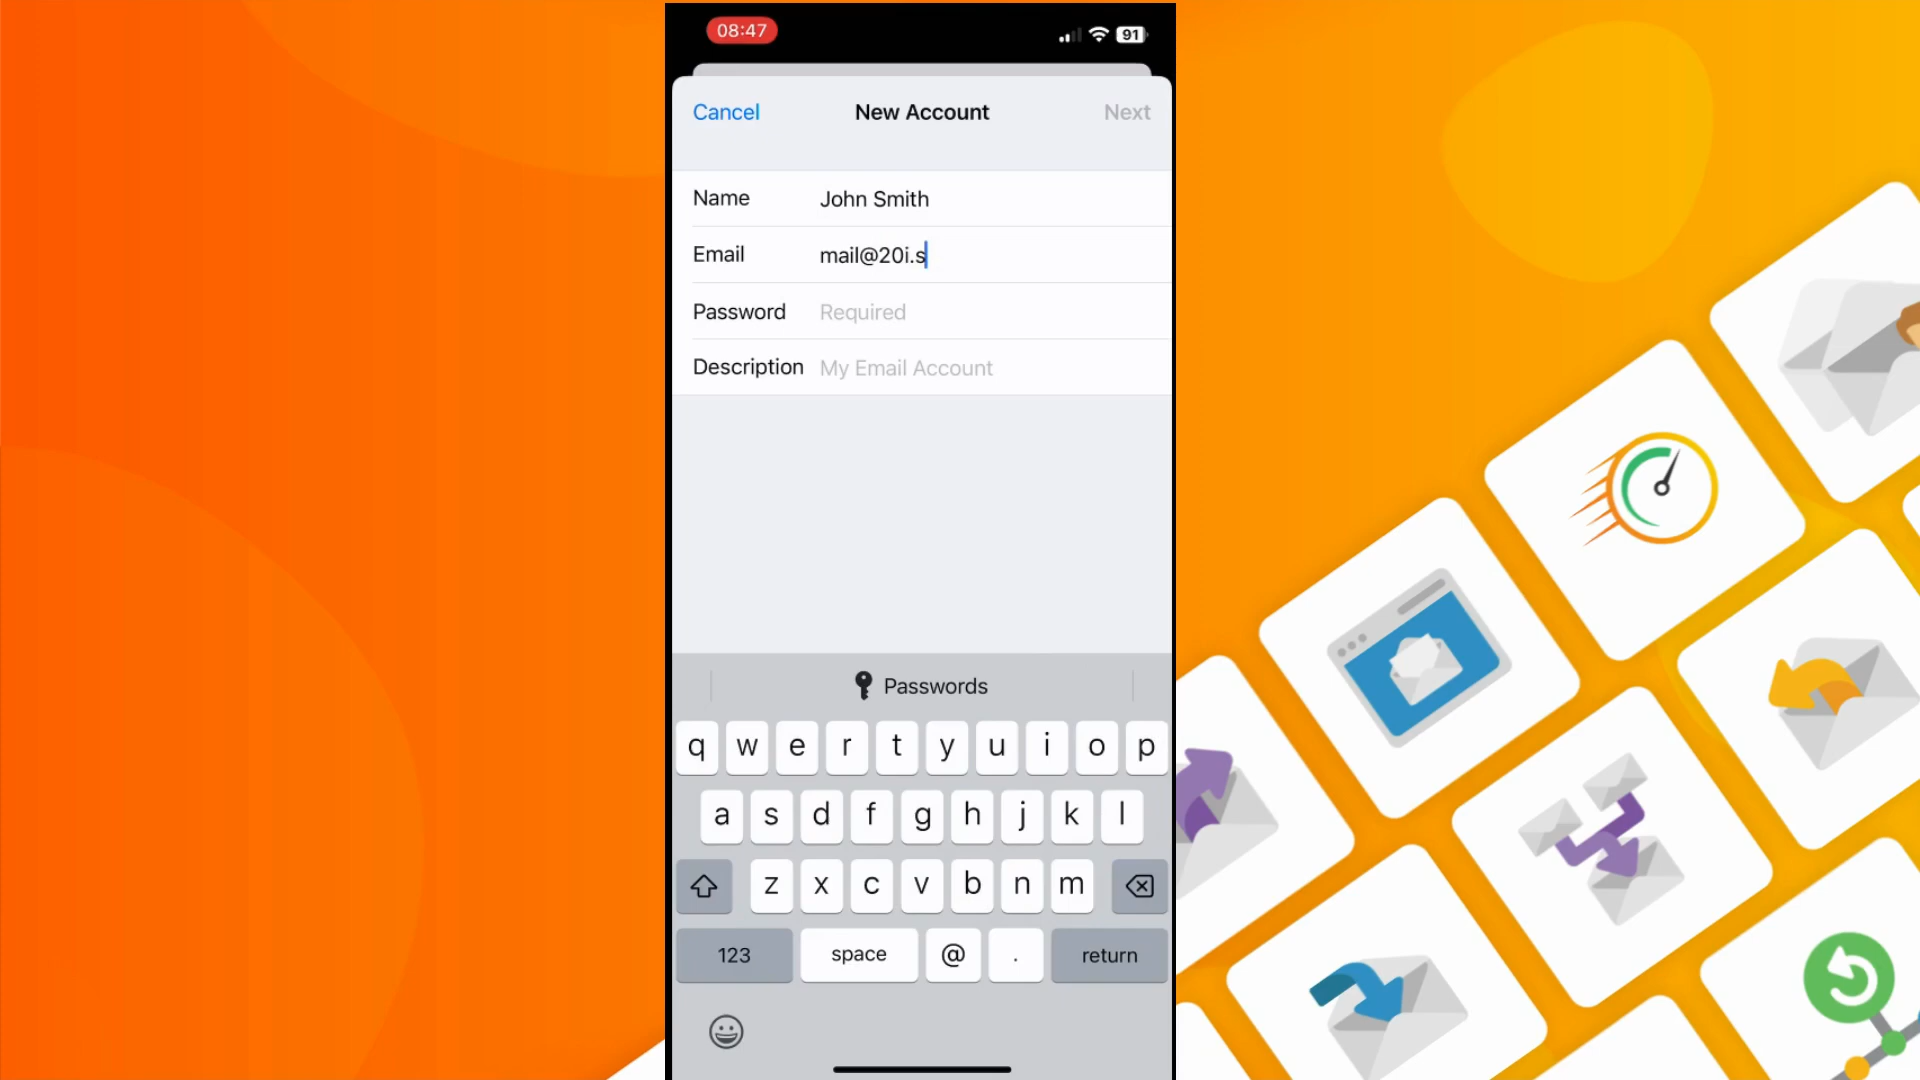 08:47
91
Cancel New Account Next
Name John Smith
Email mail@20i.s
Password Required
Description My Email Account
Passwords
q w e r t y u i o p
a s d f g h j k l
z x c v b n m
123 space @ . return